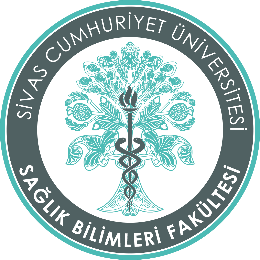 SİVAS CUMHURİYET ÜNİVERSİTESİ
SAĞLIK BİLİMLERİ FAKÜLTESİ